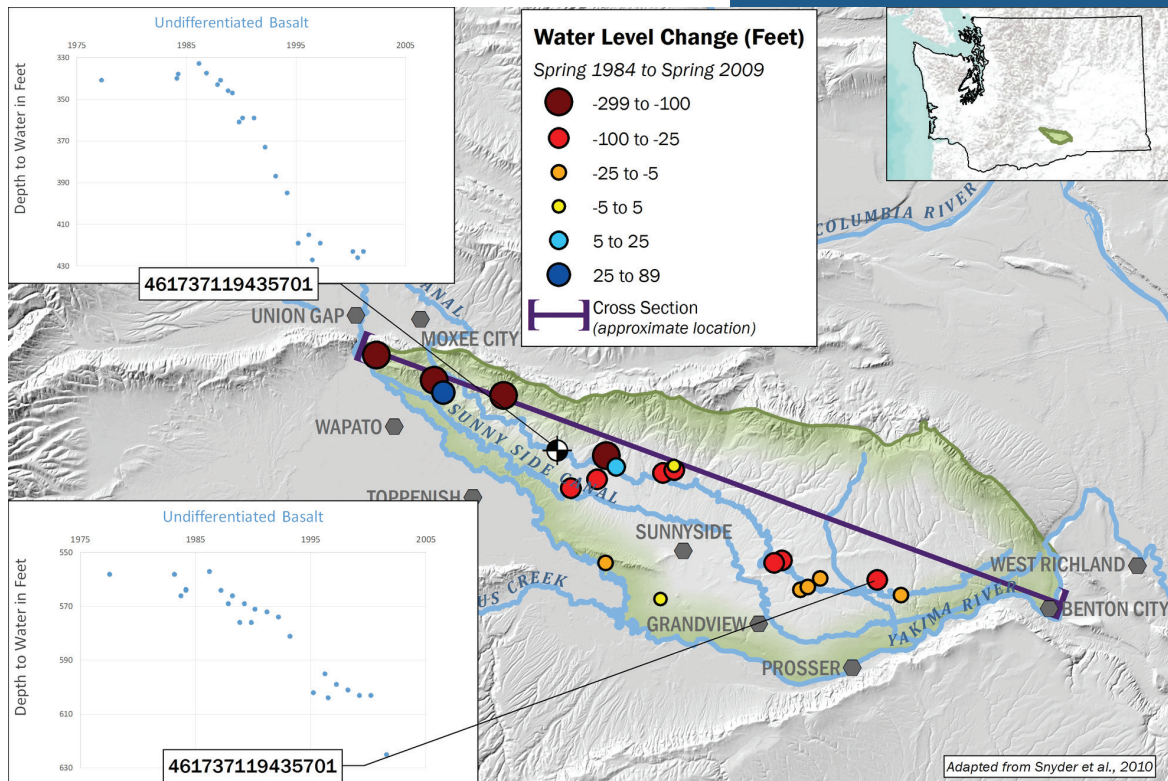 Undifferentiated Basalt
1975
1985
1995
2005
Depth to Water in Feet
330
350
370
390
410
430
461737119435701
Water Level Change (Feet)
Spring 1984 to Spring 2009
-299 to -100
-100 to -25
-25 to -5
-5 to 5
5 to 25
25 to 89
Cross Section
(approximate location)
COLUMBIA RIVER
CANAL
UNION GAP
MOXEE CITY
WAPATO
SUNNY SIDE CANAL
TOPPENISH
SUNNYSIDE
WEST RICHLAND
US CREEK
GRANDVIEW
YAKIMA RIVER
BENTON CITY
PROSSER
Undifferentiated Basalt
1975
1985
1995
2005
Depth to Water in Feet
550
570
590
610
630
461737119435701
Adapted from Snyder et al., 2010